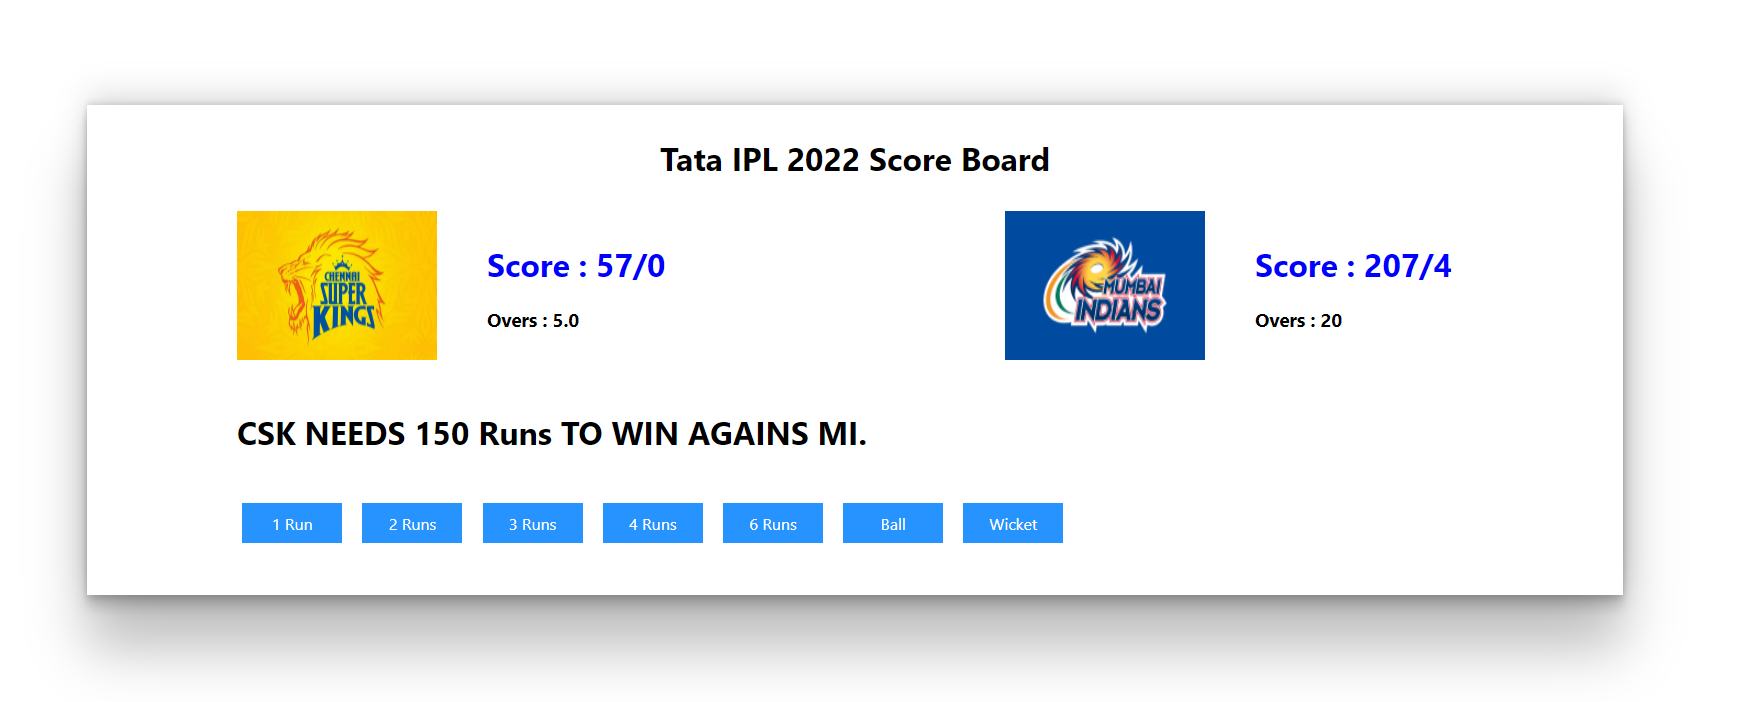 Tata IPL 2022 Score Board
CHENNAI
SUPER
KINGS
Score : 57/0
Overs : 5.0
MUMBAI
INDIANS
Score : 207/4
Overs : 20
CSK NEEDS 150 Runs TO WIN AGAINS MI.
1 Run 2 Runs 3 Runs 4 Runs 6 Runs Ball Wicket